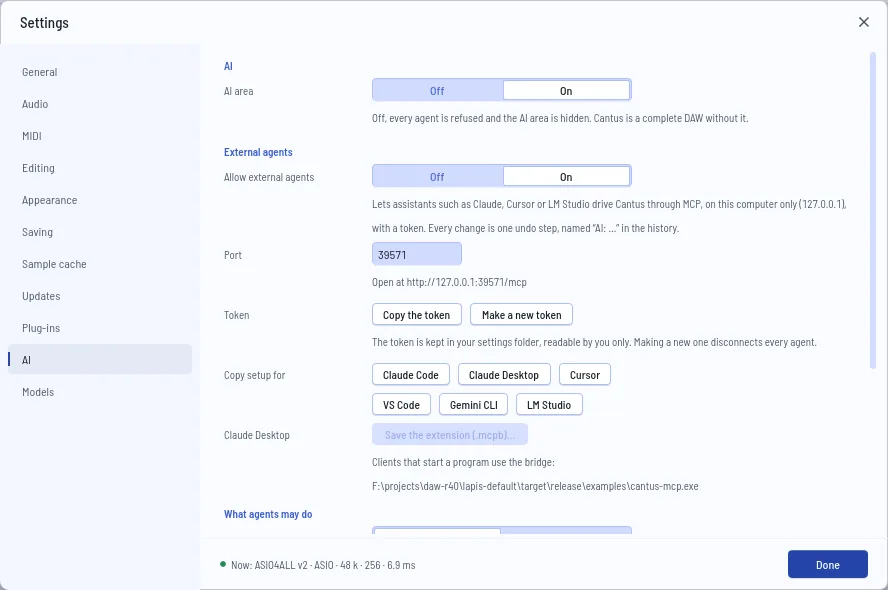 Settings
General
Audio
MIDI
Editing
Appearance
Saving
Sample cache
Updates
Plug-ins
AI
Models
AI
AI area
Off
On
Off, every agent is refused and the AI area is hidden. Cantus is a complete DAW without it.
External agents
Allow external agents
Off
On
Lets assistants such as Claude, Cursor or LM Studio drive Cantus through MCP, on this computer only (127.0.0.1),
with a token. Every change is one undo step, named “AI: …” in the history.
Port
39571
Open at http://127.0.0.1:39571/mcp
Token
Copy the token
Make a new token
The token is kept in your settings folder, readable by you only. Making a new one disconnects every agent.
Copy setup for
Claude Code
Claude Desktop
Cursor
VS Code
Gemini CLI
LM Studio
Claude Desktop
Save the extension (.mcpb)…
Clients that start a program use the bridge:
F:\projects\daw-r40\lapis-default\target\release\examples\cantus-mcp.exe
What agents may do
Now: ASIO4ALL v2 · ASIO · 48 k · 256 · 6.9 ms
Done